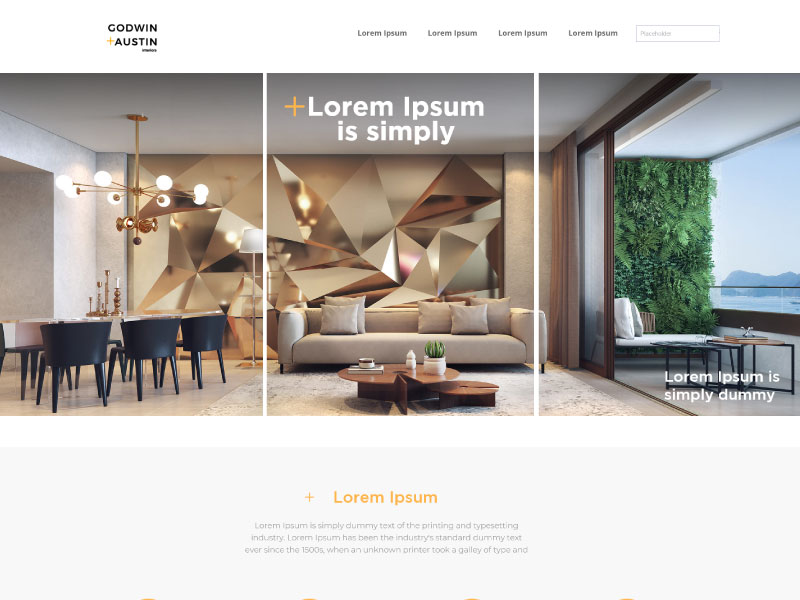 GODWIN
+AUSTIN
interiors
Lorem Ipsum Lorem Ipsum Lorem Ipsum Lorem Ipsum Placeholder
+Lorem Ipsum
is simply
Lorem Ipsum is
simply dummy
+ Lorem Ipsum
Lorem Ipsum is simply dummy text of the printing and typesetting
industry. Lorem Ipsum has been the industry's standard dummy text
ever since the 1500s, when an unknown printer took a galley of type and